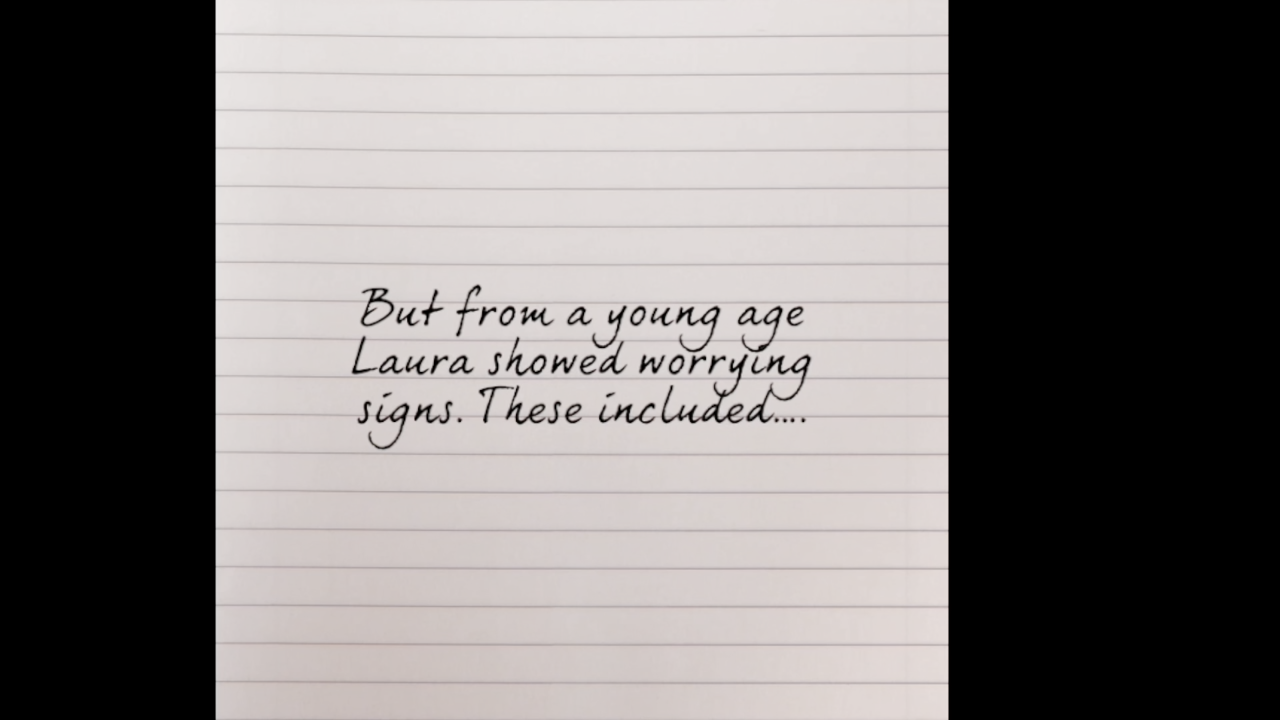 But from a young age
Laura showed worrying
signs. These included....